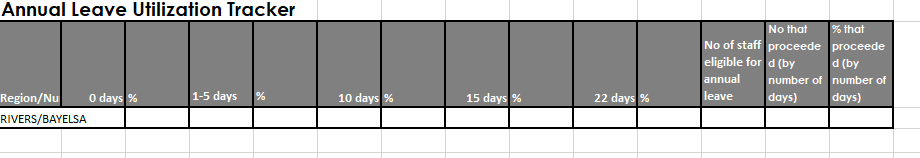 Annual Leave Utilization Tracker
Region/Nu 0 days % 1-5 days % 10 days % 15 days % 22 days % No of staff eligible for annual leave No that proceede d (by number of days) % that proceede d (by number of days)
RIVERS/BAYELSA